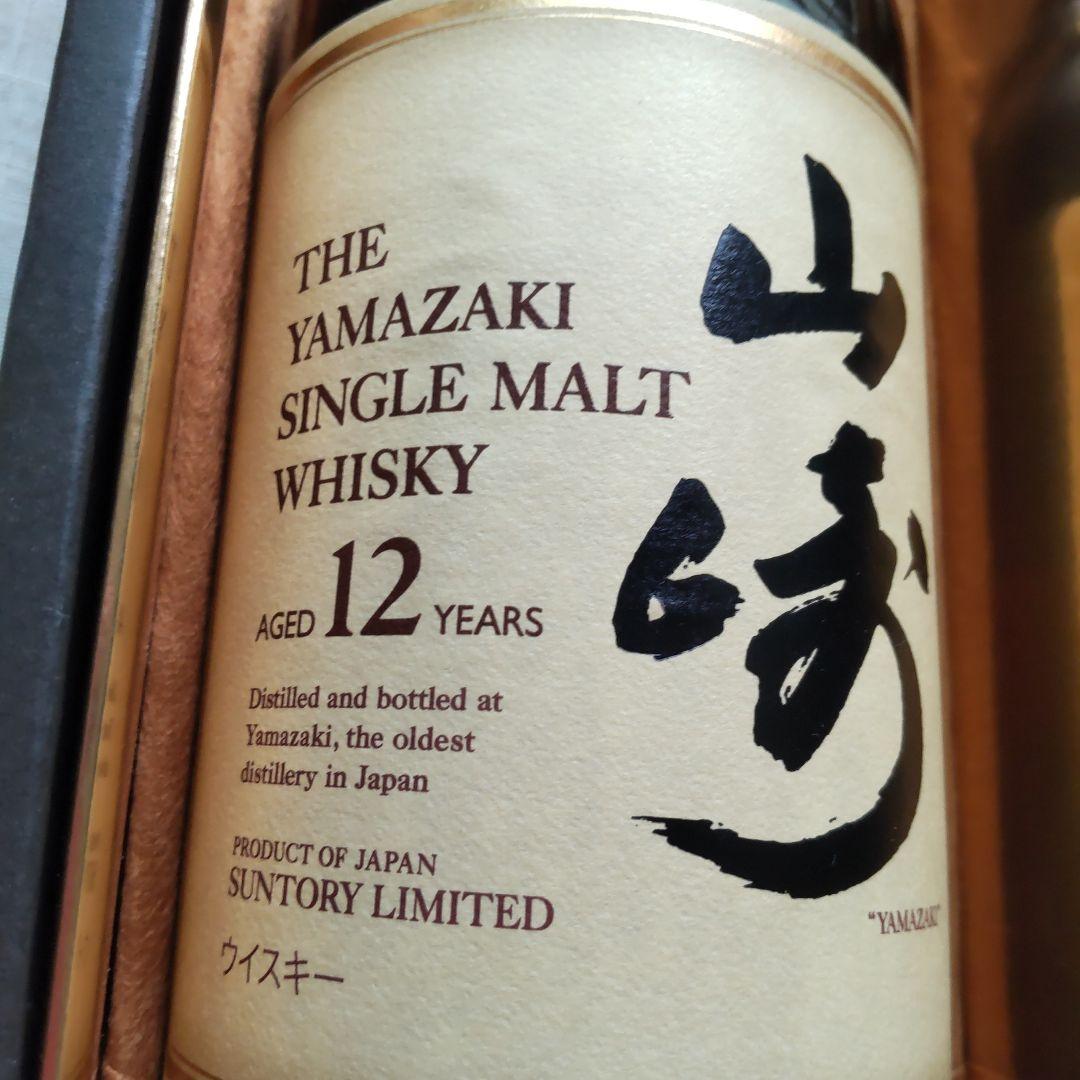 THE
YAMAZAKI
SINGLE MALT
WHISKY
AGED 12 YEARS
Distilled and bottled at
Yamazaki, the oldest
distillery in Japan
PRODUCT OF JAPAN
SUNTORY LIMITED
ウイスキー
山崎
"YAMAZAKI"